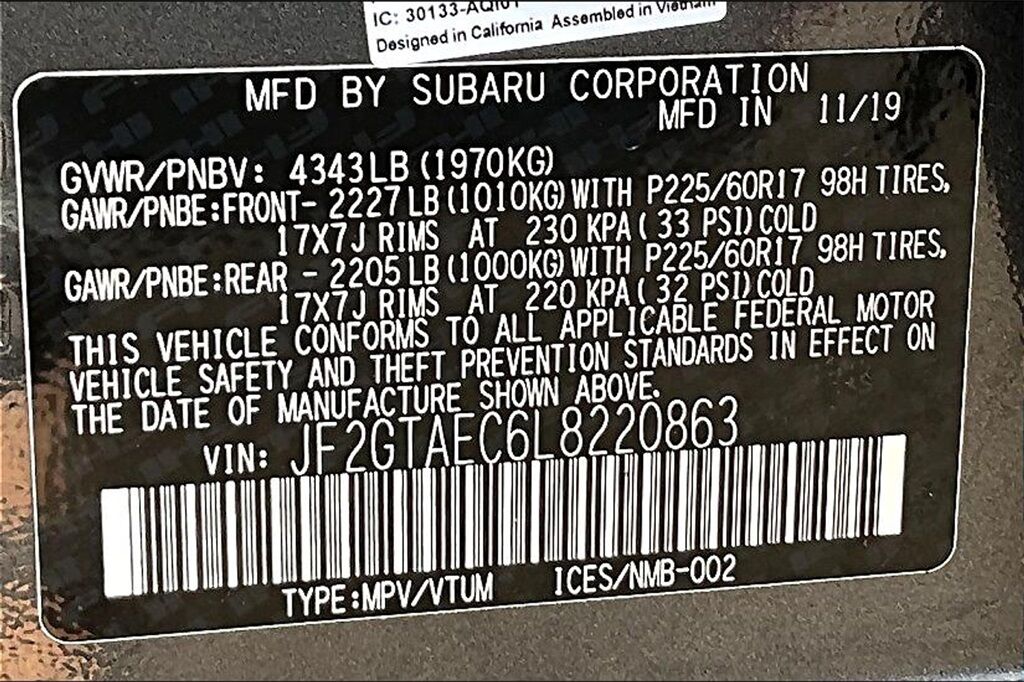 IC: 30133-
Designed in California Assembled in Vietnam
MFD BY SUBARU CORPORATION
MFD IN 11/19
GVWR/PNBV: 4343LB (1970KG)
GAWR/PNBE:FRONT- 2227LB (1010KG) WITH P225/60R17 98H TIRES,
17X7J RIMS AT 230 KPA ( 33 PSI) COLD
GAWR/PNBE:REAR - 2205LB (1000KG) WITH P225/60R17 98H TIRES,
17X7J RIMS AT 220 KPA ( 32 PSI) COLD
THIS VEHICLE CONFORMS TO ALL APPLICABLE FEDERAL MOTOR
VEHICLE SAFETY AND THEFT PREVENTION STANDARDS IN EFFECT ON
THE DATE OF MANUFACTURE SHOWN ABOVE.
VIN: JF2GTAEC6L8220863
TYPE:MPV/VTUM ICES/NMB-002